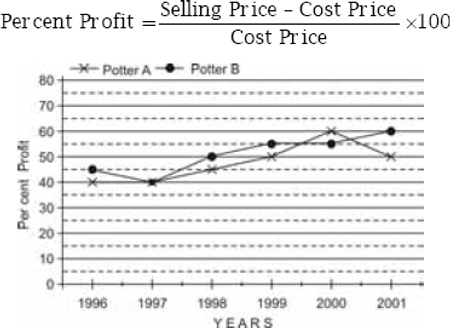 Percent Profit = Selling Price – Cost Price / Cost Price ×100
Potter A Potter B
Per cent Profit
80
70
60
50
40
30
20
10
0
1996 1997 1998 1999 2000 2001
YEARS